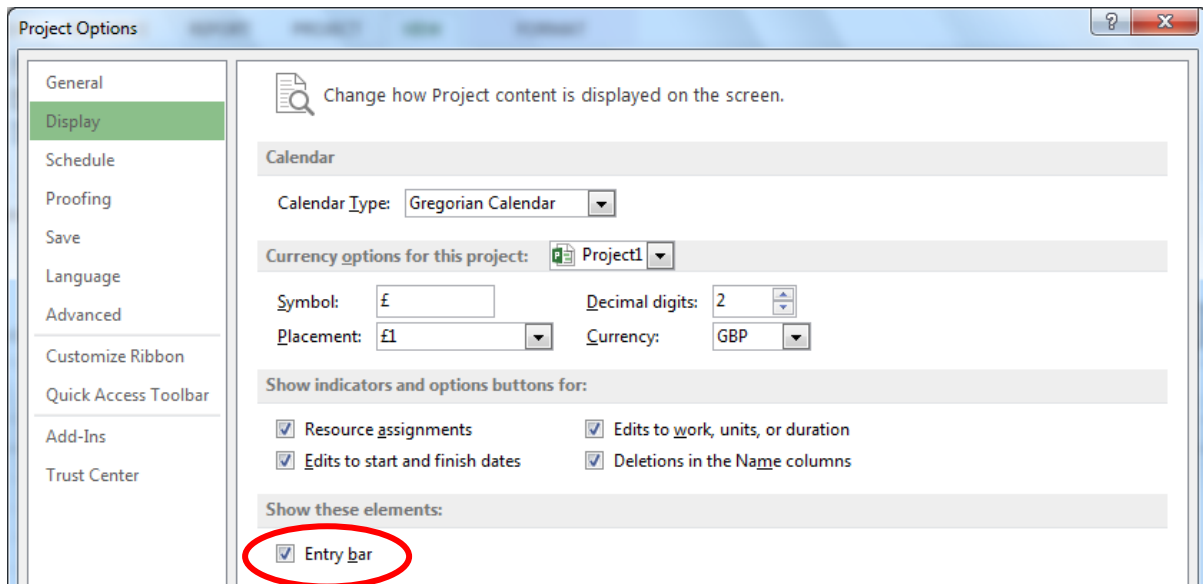 Project Options
?
X
General
Display
Schedule
Proofing
Save
Language
Advanced
Customize Ribbon
Quick Access Toolbar
Add-Ins
Trust Center
Change how Project content is displayed on the screen.
Calendar
Calendar Type: Gregorian Calendar
Currency options for this project: Project1
Symbol: £ Decimal digits: 2
Placement: £1 Currency: GBP
Show indicators and options buttons for:
Resource assignments Edits to work, units, or duration
Edits to start and finish dates Deletions in the Name columns
Show these elements:
Entry bar